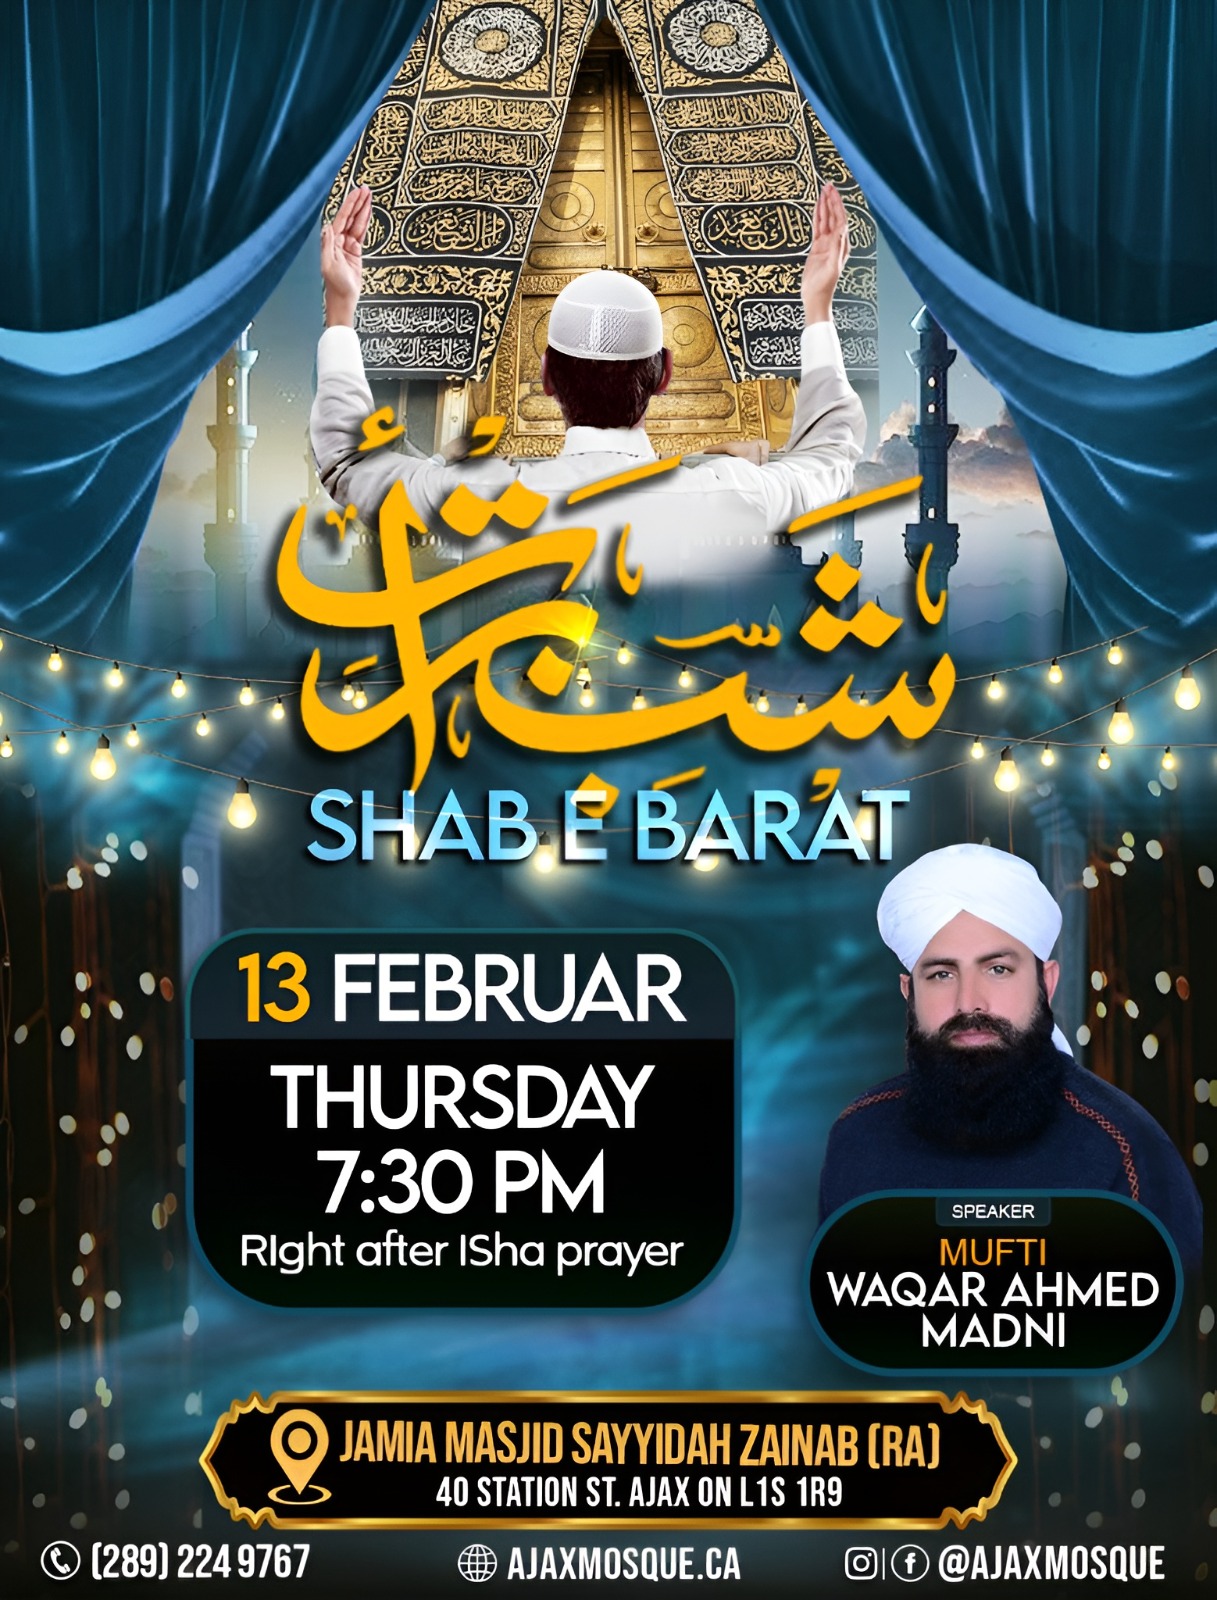 شبِ برأت
SHAB E BARAT
13 FEBRUAR
THURSDAY
7:30 PM
RIght after ISha prayer
SPEAKER
MUFTI
WAQAR AHMED
MADNI
JAMIA MASJID SAYYIDAH ZAINAB (RA)
40 STATION ST. AJAX ON L1S 1R9
(289) 224 9767
AJAXMOSQUE.CA
@AJAXMOSQUE